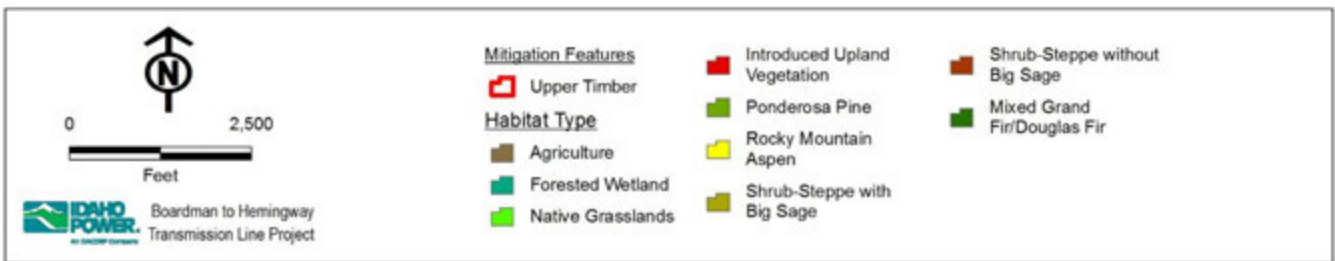 N
0 2,500
Feet
IDAHO
POWER.
An IDACORP Company
Boardman to Hemingway
Transmission Line Project
Mitigation Features
Upper Timber
Habitat Type
Agriculture
Forested Wetland
Native Grasslands
Introduced Upland
Vegetation
Ponderosa Pine
Rocky Mountain
Aspen
Shrub-Steppe with
Big Sage
Shrub-Steppe without
Big Sage
Mixed Grand
Fir/Douglas Fir